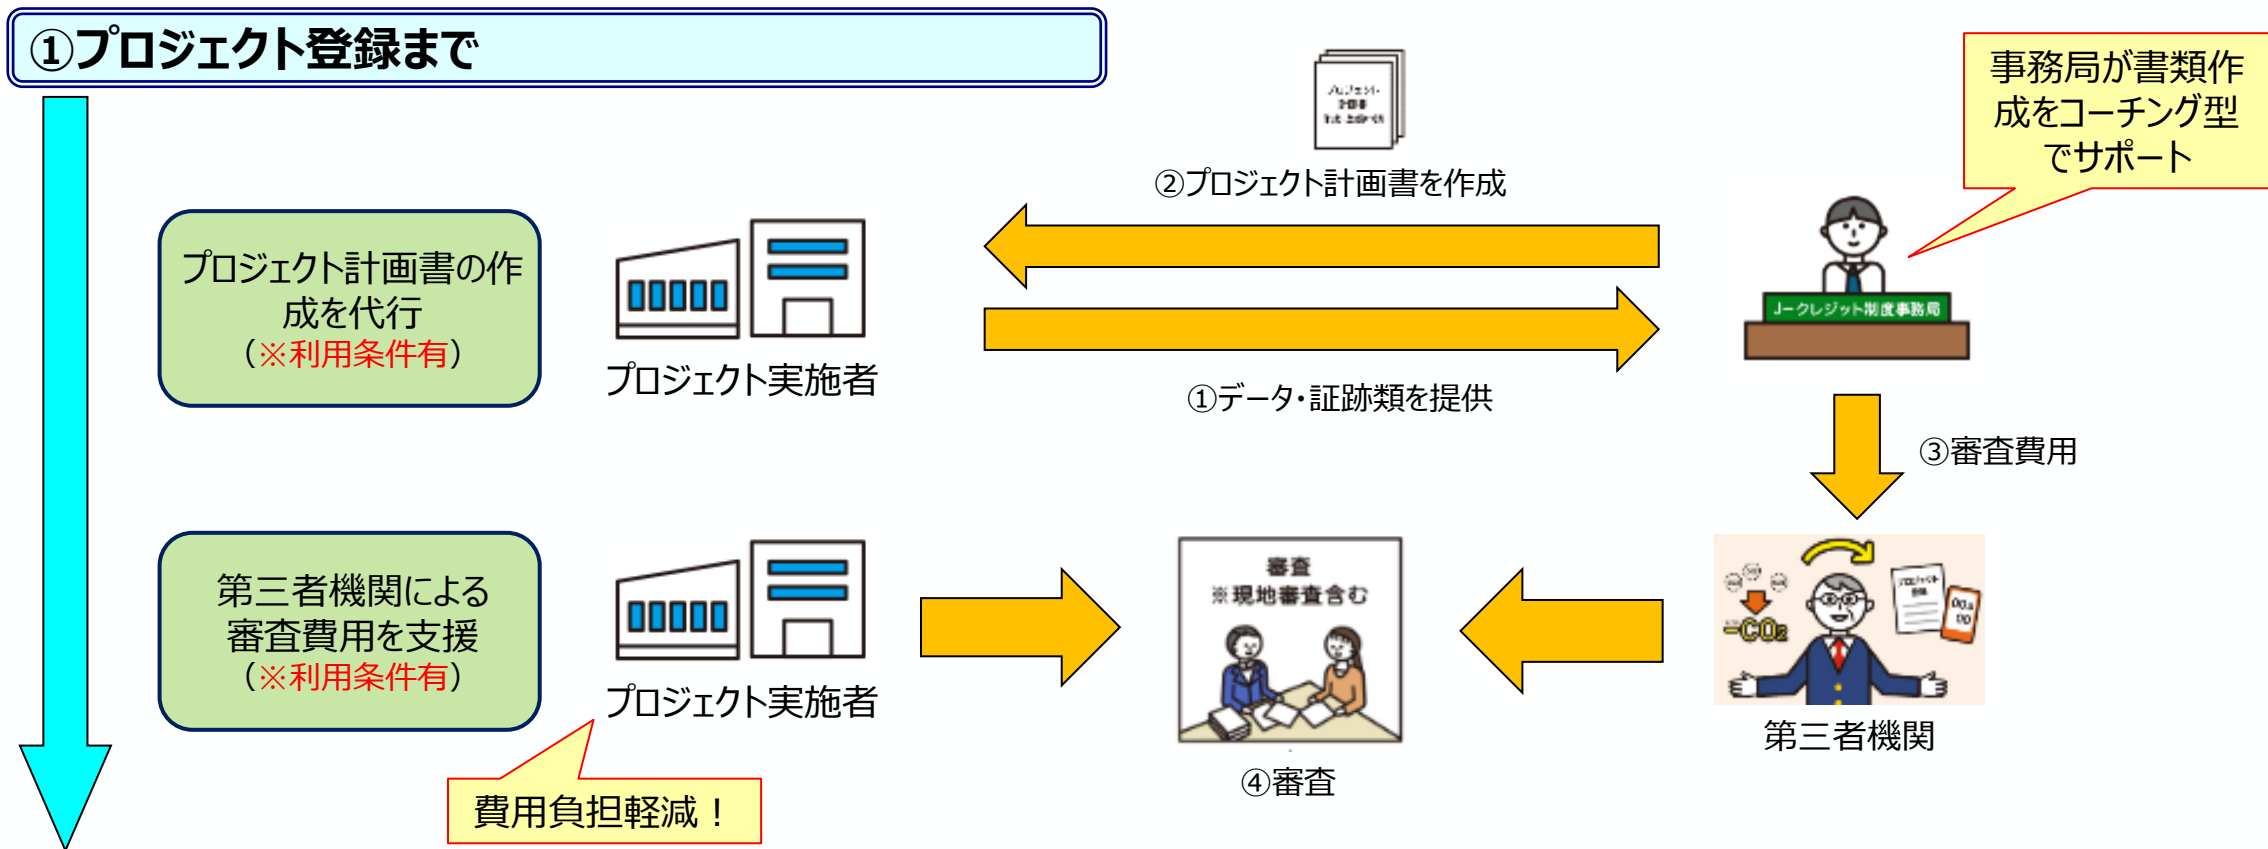 ①プロジェクト登録まで
事務局が書類作
成をコーチング型
でサポート
②プロジェクト計画書を作成
プロジェクト計画書の作
成を代行
（※利用条件有）
プロジェクト実施者
J-クレジット制度事務局
①データ・証跡類を提供
③審査費用
第三者機関による
審査費用を支援
（※利用条件有）
プロジェクト実施者
審査
※現地審査含む
-CO₂
第三者機関
④審査
費用負担軽減！